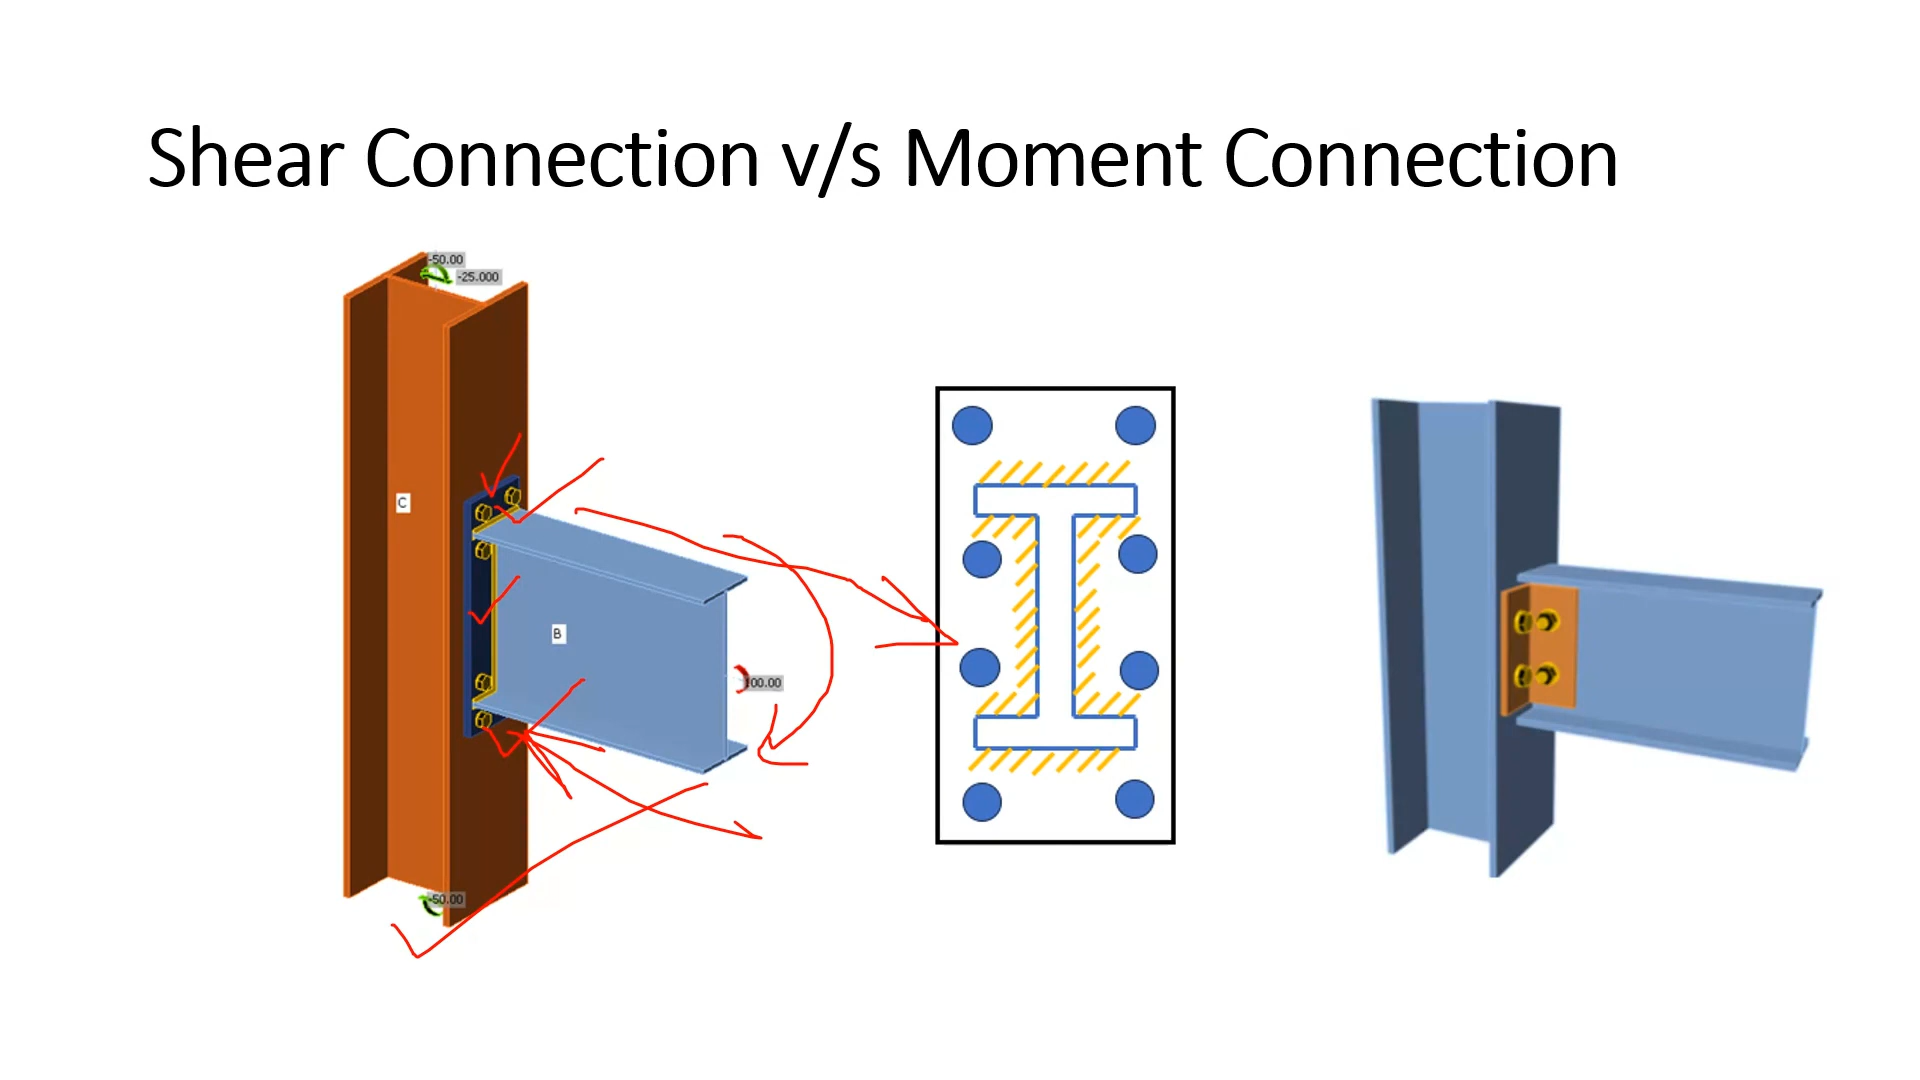 Shear Connection v/s Moment Connection
-50.00
-25.000
C
B
100.00
-50.00